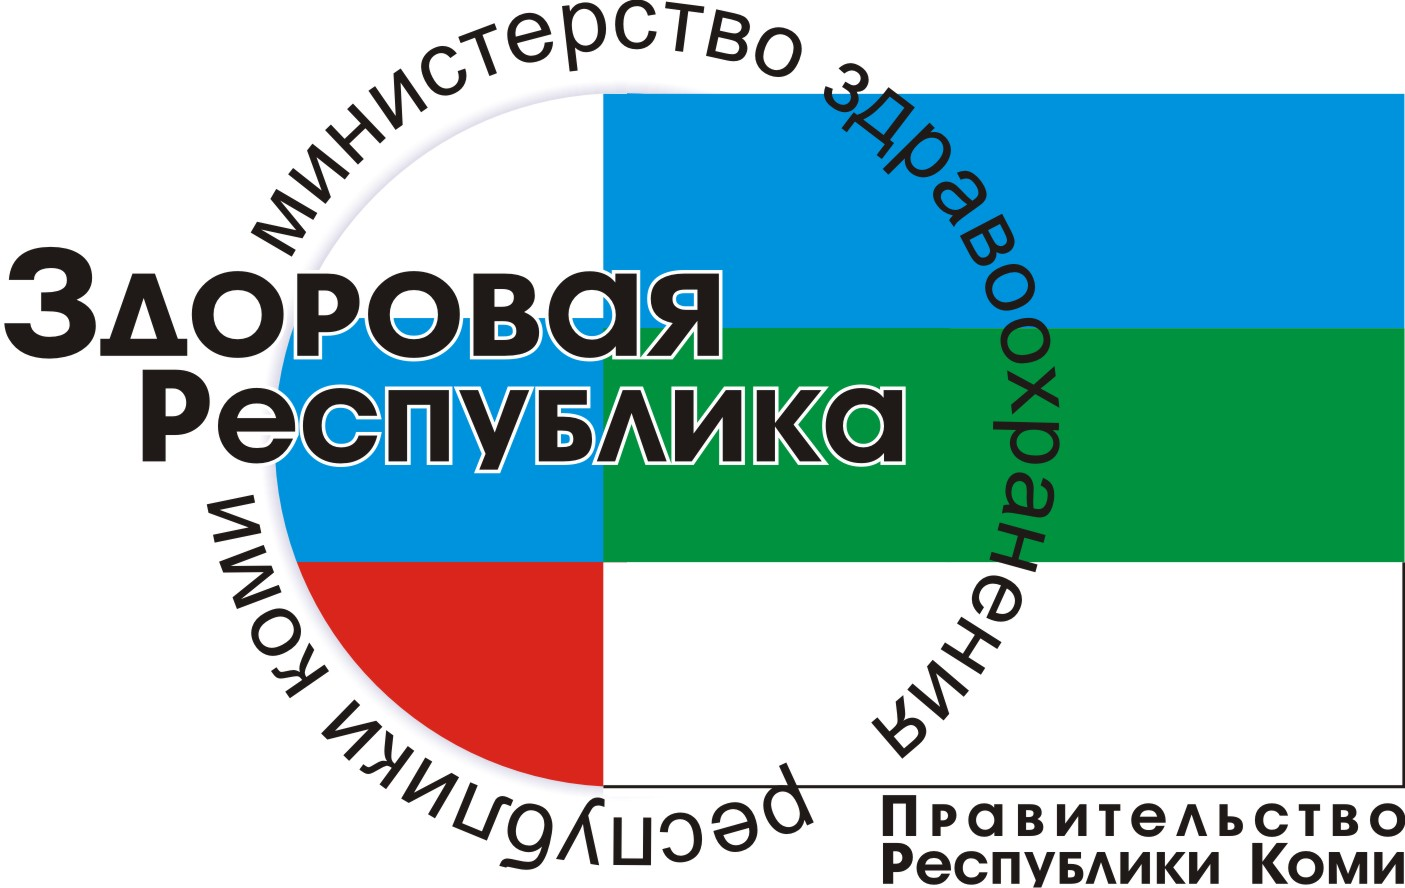 министерство здравоохранения республики коми
Здоровая
Республика
Правительство
Республики Коми